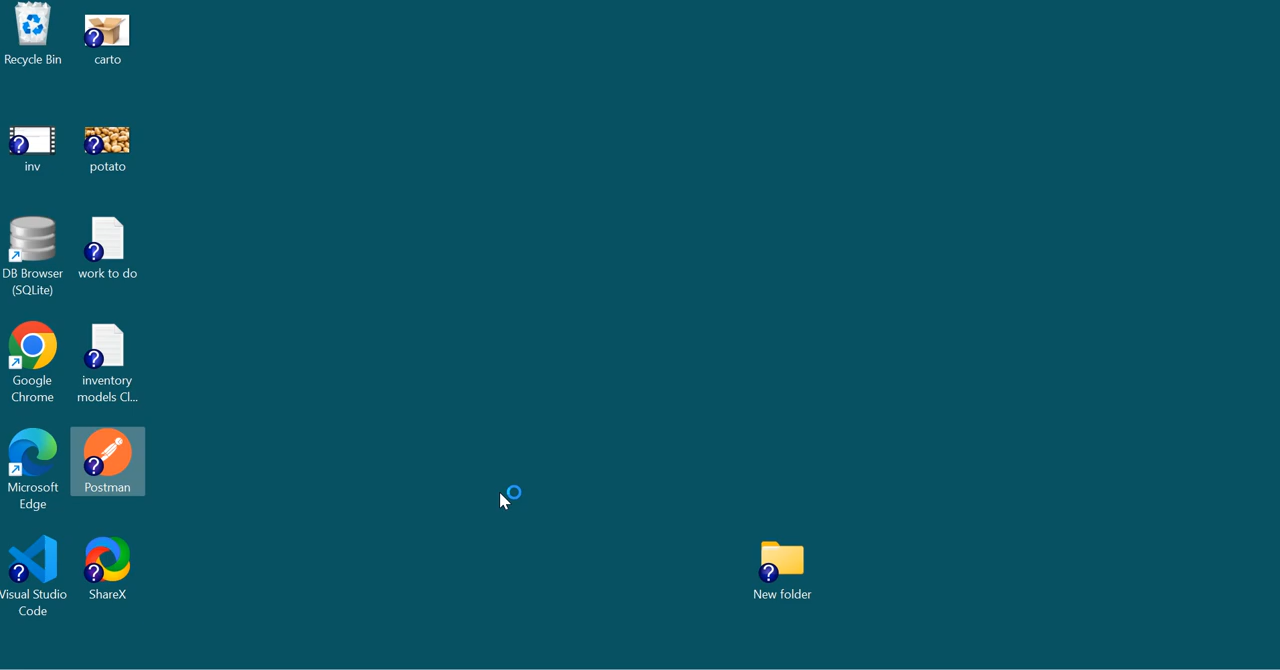 Recycle Bin
carto
inv
potato
DB Browser
(SQLite)
work to do
Google
Chrome
inventory
models Cl...
Microsoft
Edge
Postman
Visual Studio
Code
ShareX
New folder